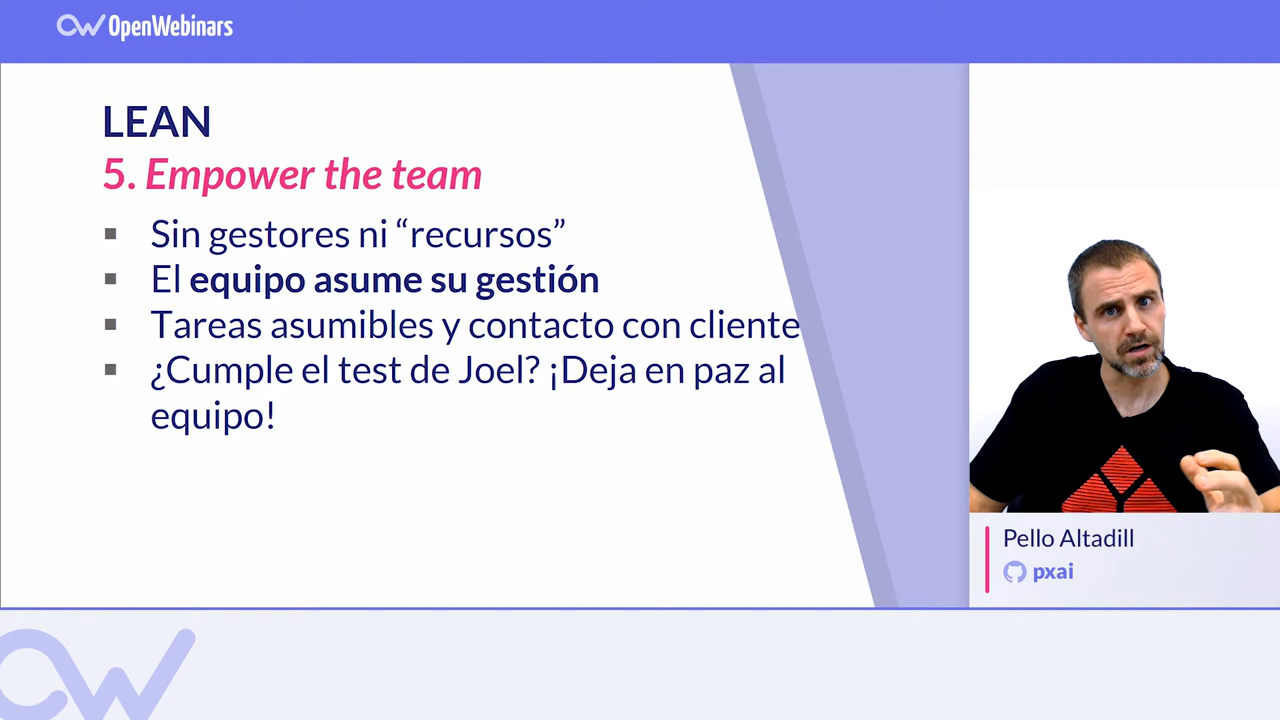 OpenWebinars
LEAN
5. Empower the team
▪ Sin gestores ni “recursos”
▪ El equipo asume su gestión
▪ Tareas asumibles y contacto con cliente
▪ ¿Cumple el test de Joel? ¡Deja en paz al
equipo!
Pello Altadill
pxai